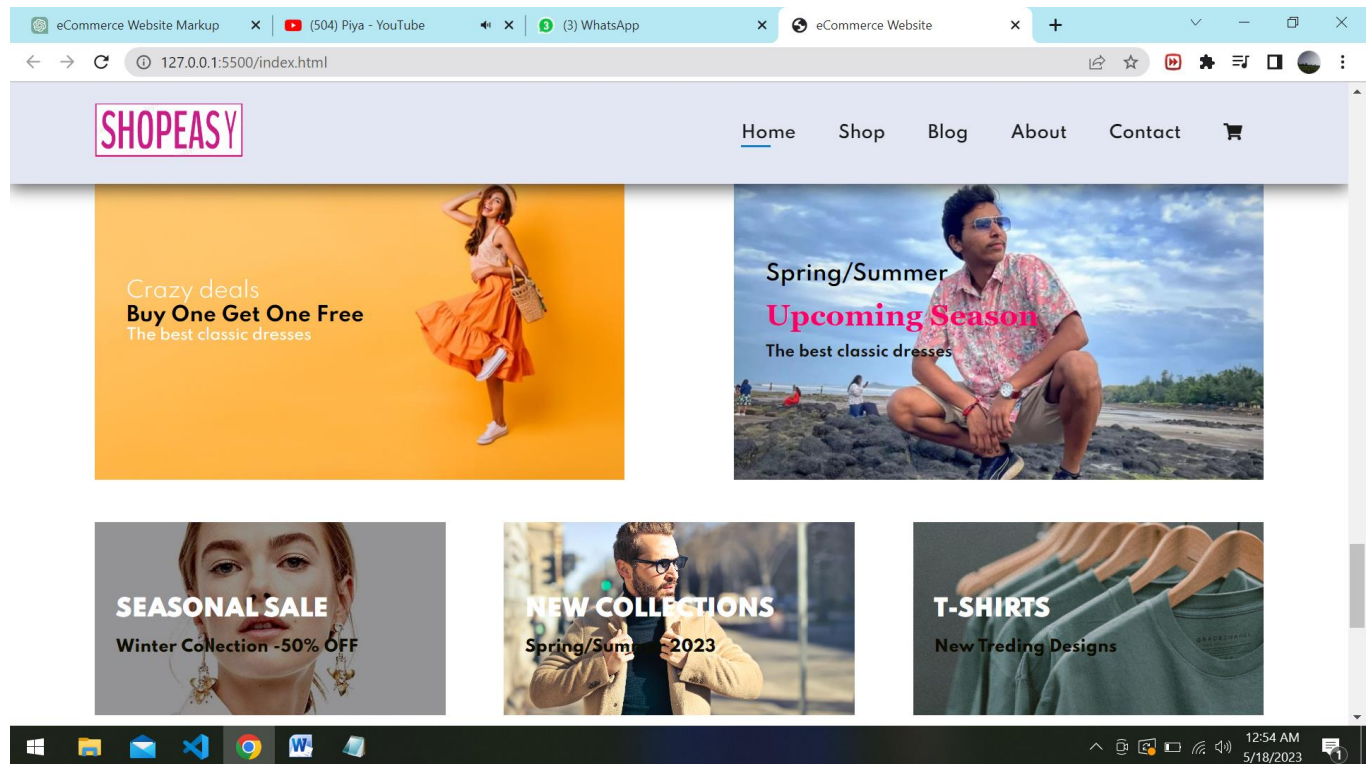 eCommerce Website Markup
(504) Piya - YouTube
3
(3) WhatsApp
eCommerce Website
127.0.0.1:5500/index.html
SHOPEASY
Home Shop Blog About Contact
Crazy deals
Buy One Get One Free
The best classic dresses
Spring/Summer
Upcoming Season
The best classic dresses
SEASONAL SALE
Winter Collection -50% OFF
NEW COLLECTIONS
Spring/Summer 2023
T-SHIRTS
New Treding Designs
W
12:54 AM
5/18/2023
1